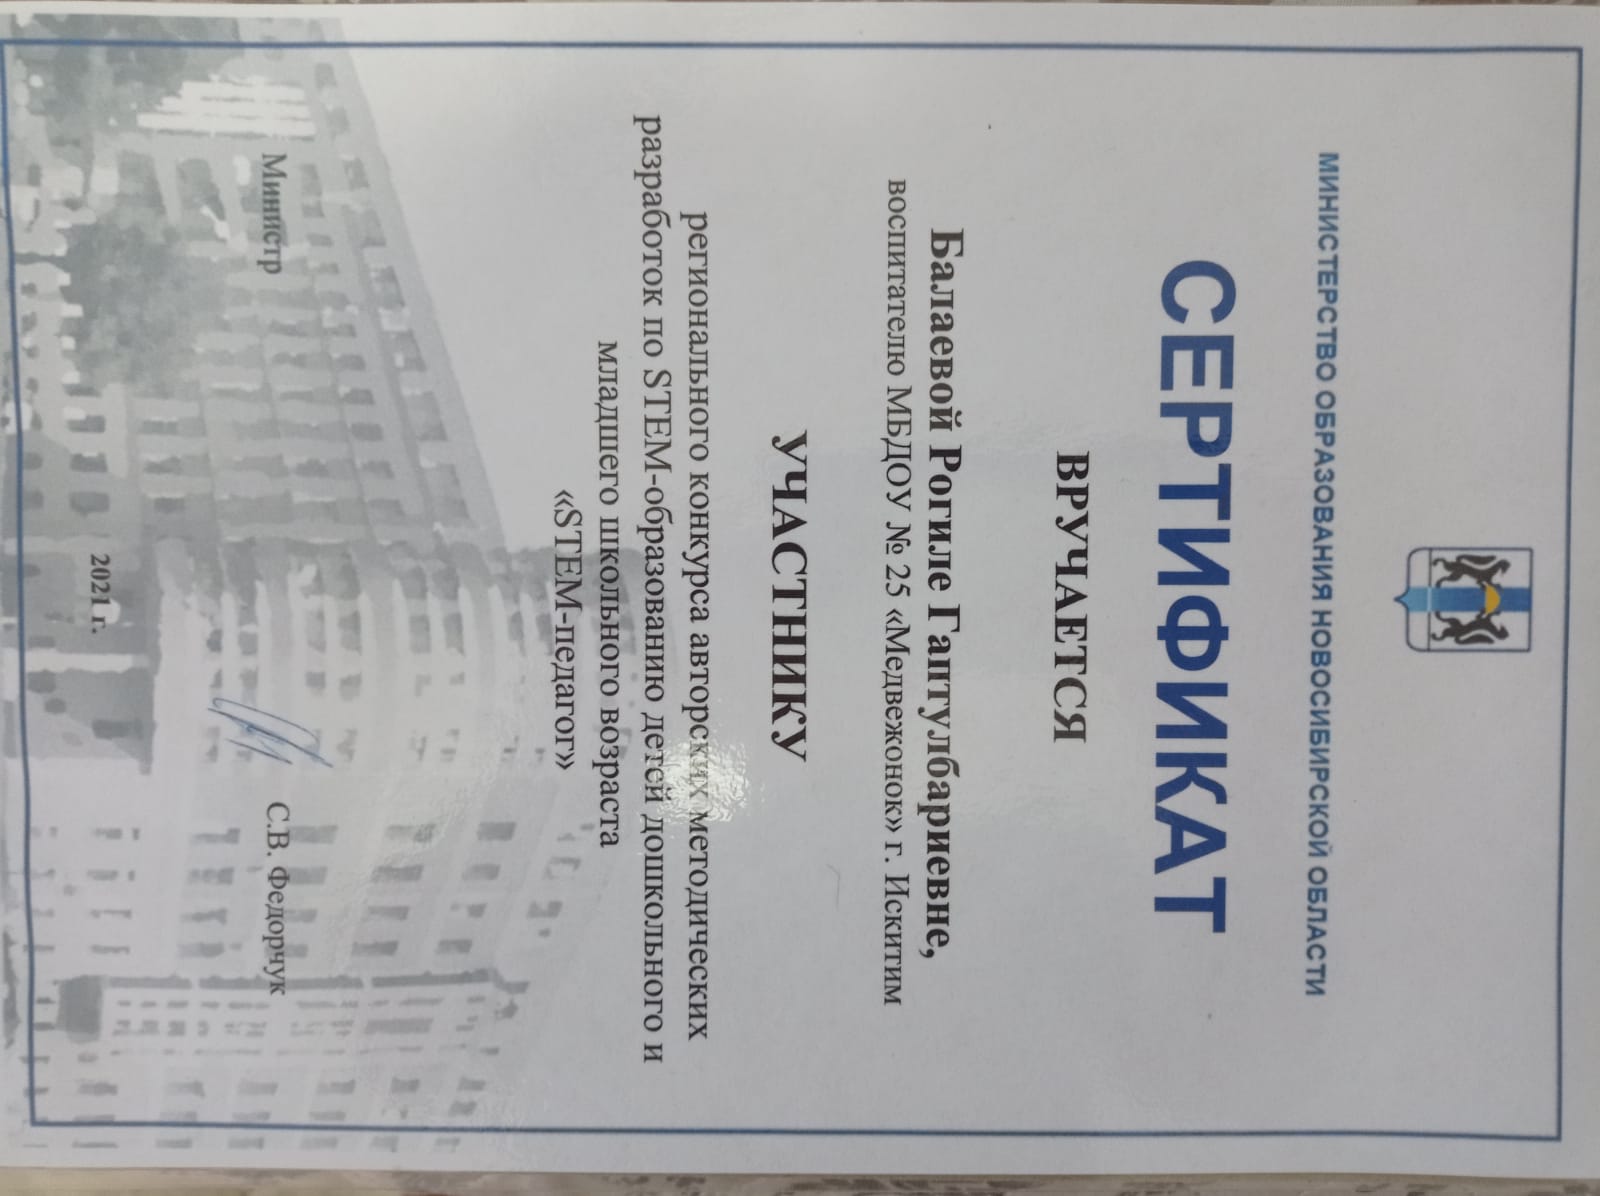 МИНИСТЕРСТВО ОБРАЗОВАНИЯ НОВОСИБИРСКОЙ ОБЛАСТИ
СЕРТИФИКАТ
ВРУЧАЕТСЯ
Балаевой Рогиле Гаптулбариевне,
воспитателю МБДОУ № 25 «Медвежонок» г. Искитим
УЧАСТНИКУ
регионального конкурса авторских методических
разработок по STEM-образованию детей дошкольного и
младшего школьного возраста
«STEM-педагог»
Министр С.В. Федорчук
2021 г.